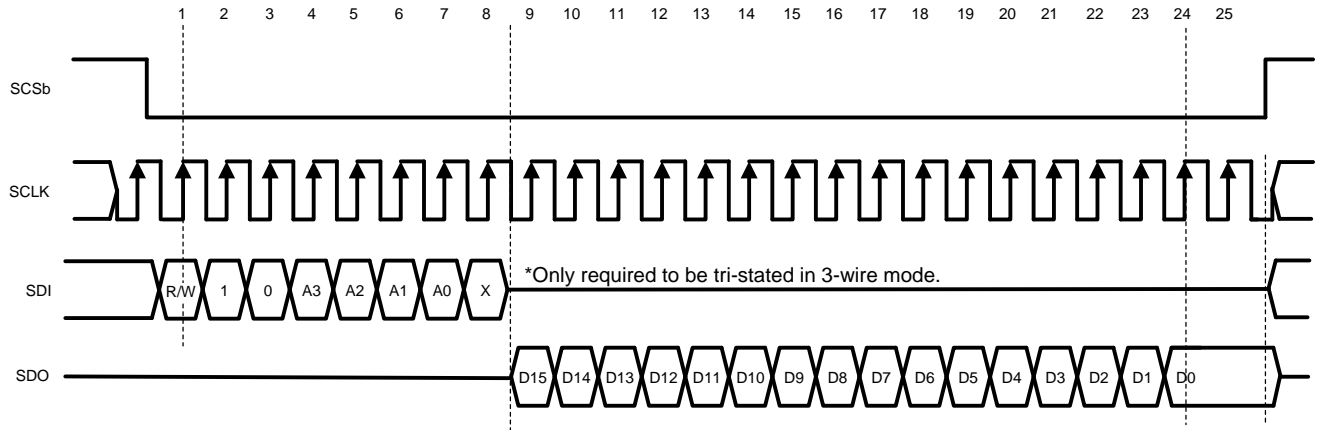 1 2 3 4 5 6 7 8 9 10 11 12 13 14 15 16 17 18 19 20 21 22 23 24 25
SCSb
SCLK
SDI R/W 1 0 A3 A2 A1 A0 X *Only required to be tri-stated in 3-wire mode.
SDO D15 D14 D13 D12 D11 D10 D9 D8 D7 D6 D5 D4 D3 D2 D1 D0